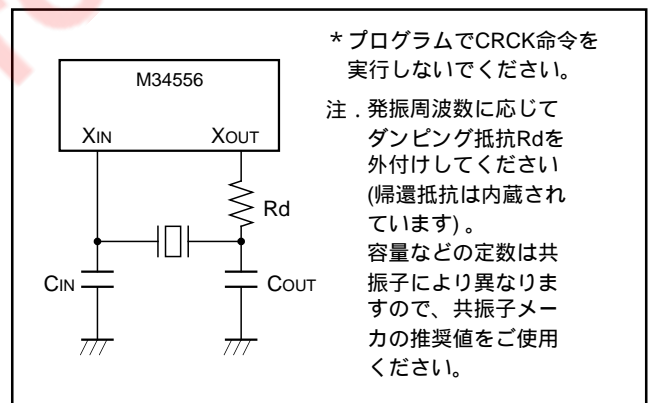 M34556
XIN
XOUT
Rd
CIN
COUT
*プログラムでCRCK命令を
実行しないでください。
注．発振周波数に応じて
ダンピング抵抗Rdを
外付けしてください
(帰還抵抗は内蔵され
ています)。
容量などの定数は共
振子により異なりま
すので、共振子メー
カの推奨値をご使用
ください。